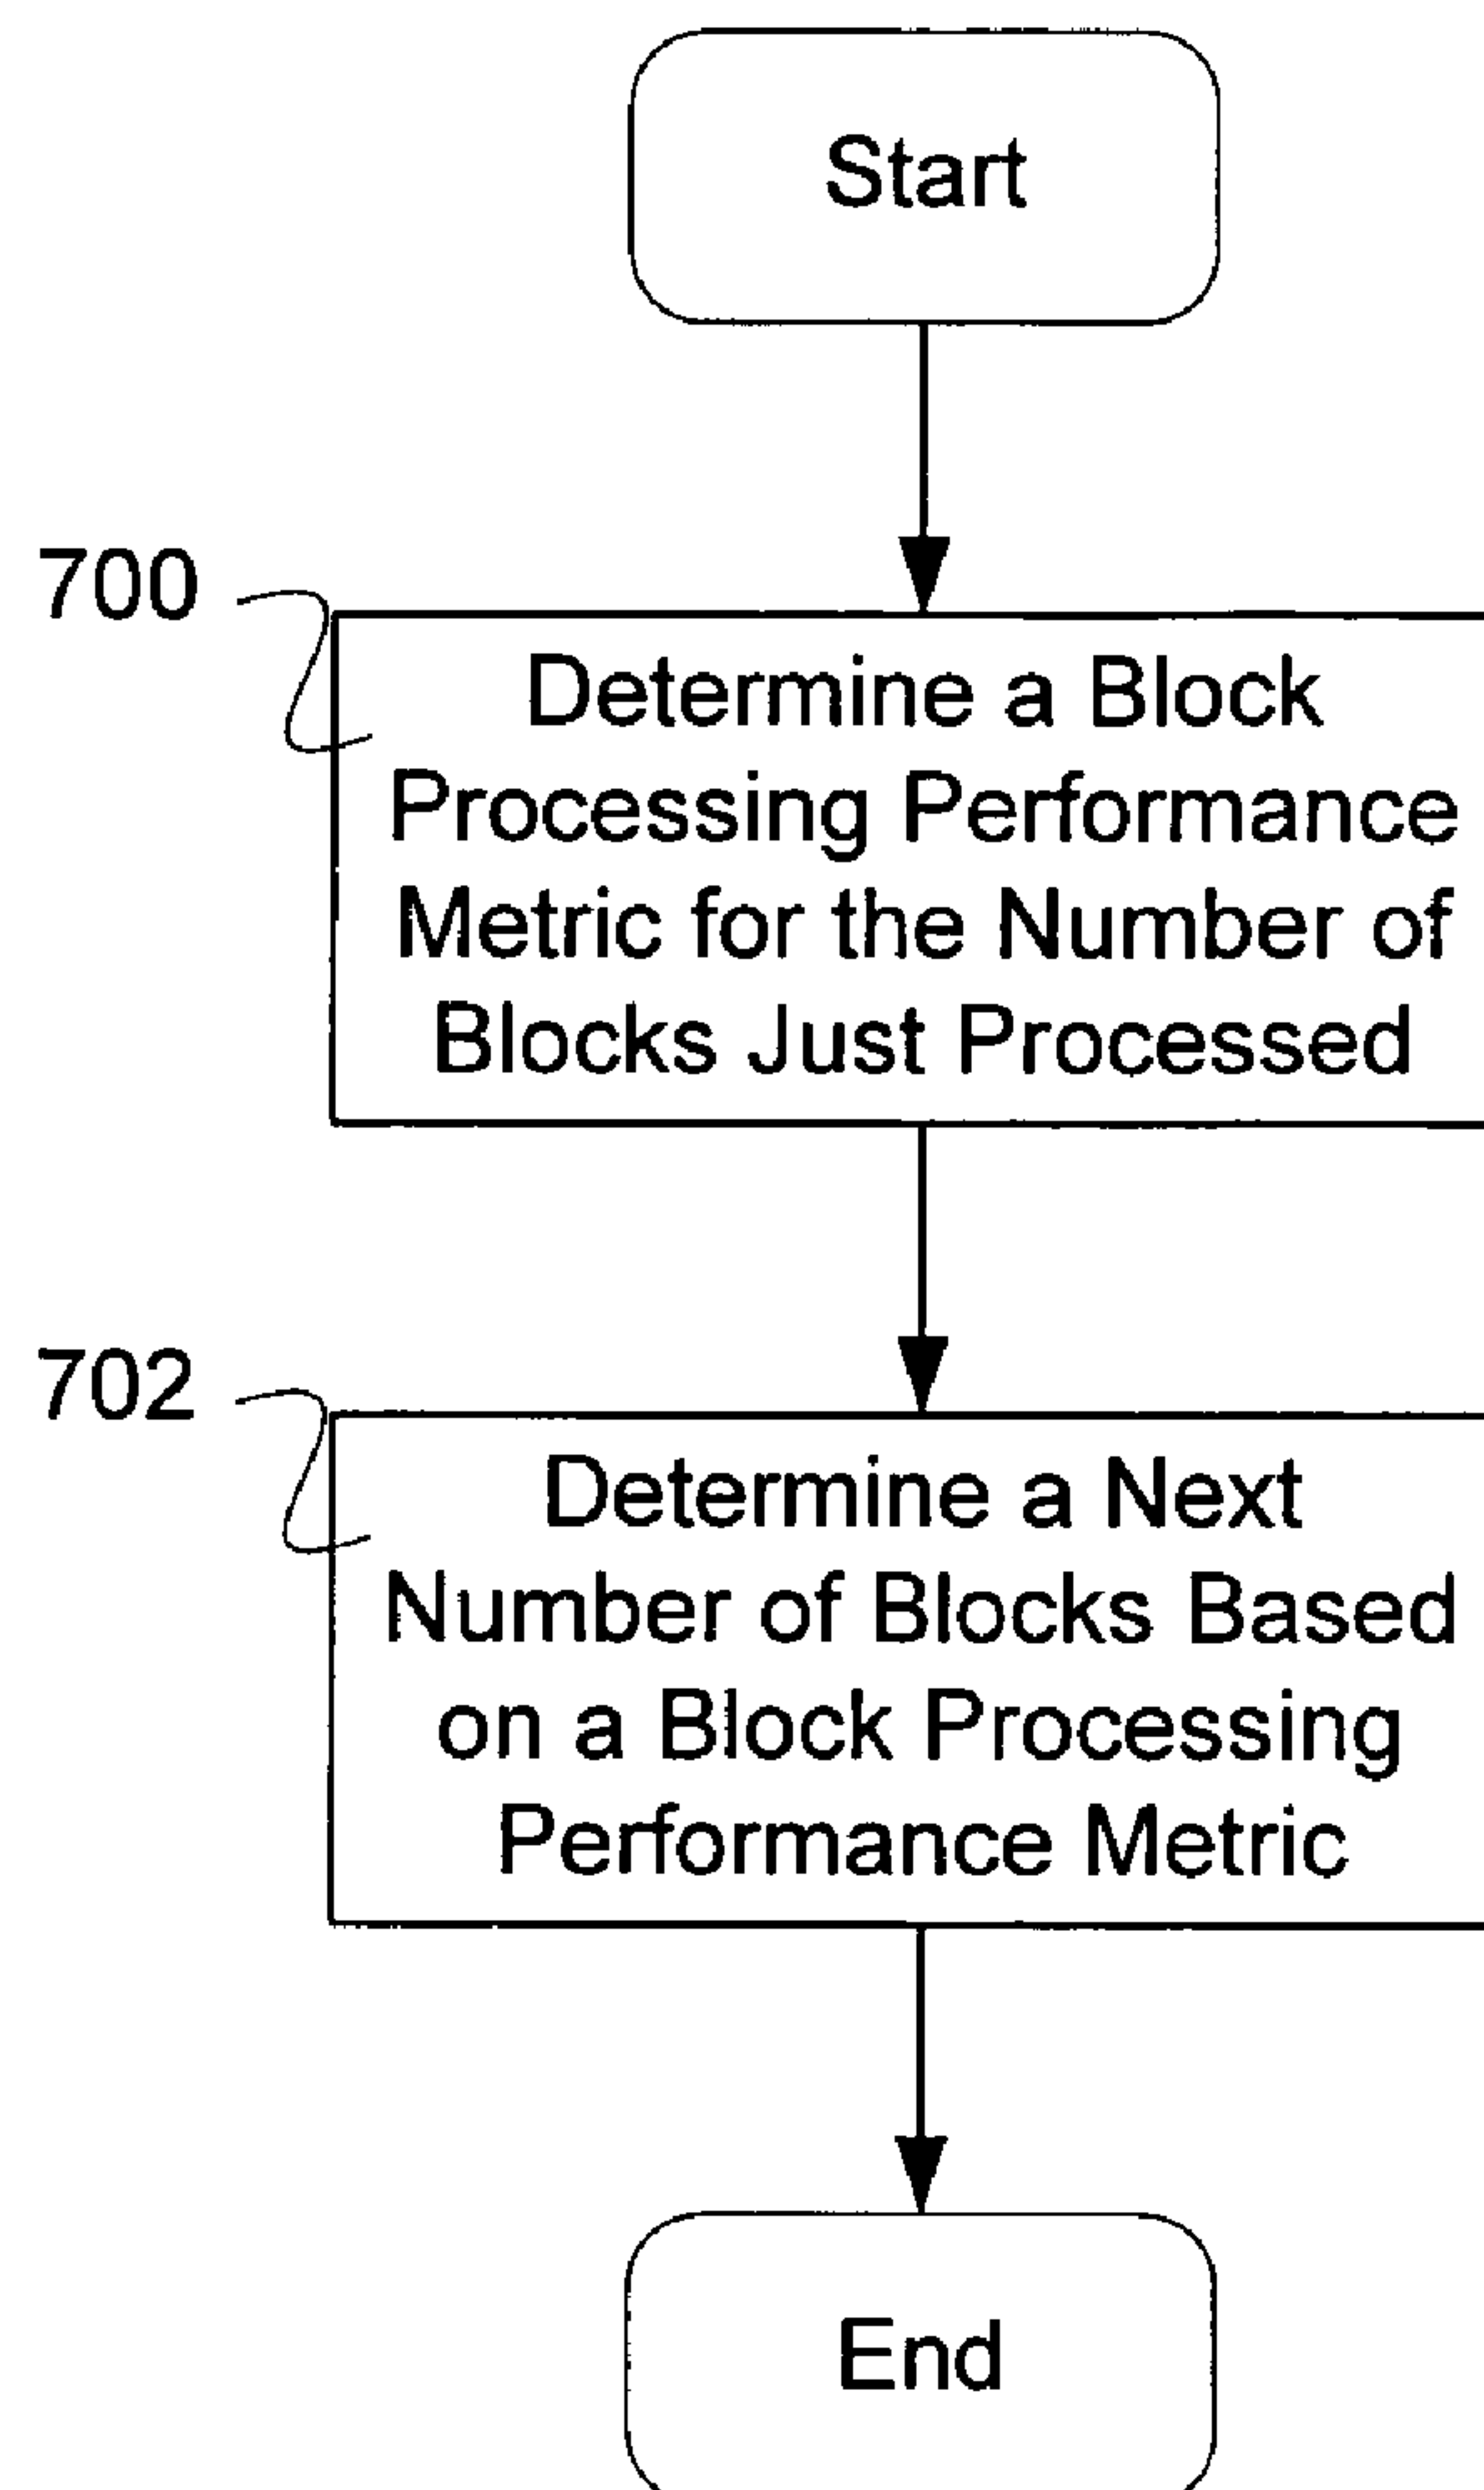 Start
700
Determine a Block
Processing Performance
Metric for the Number of
Blocks Just Processed
702
Determine a Next
Number of Blocks Based
on a Block Processing
Performance Metric
End